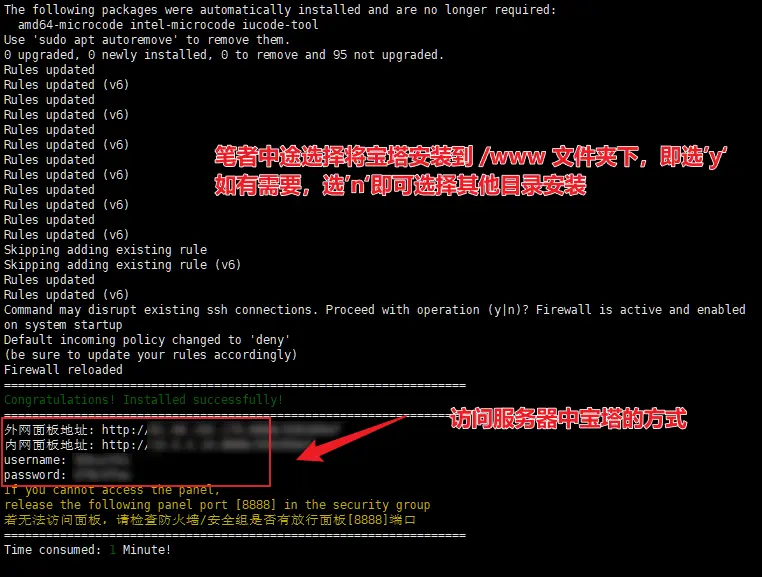 The following packages were automatically installed and are no longer required:
amd64-microcode intel-microcode iucode-tool
Use 'sudo apt autoremove' to remove them.
0 upgraded, 0 newly installed, 0 to remove and 95 not upgraded.
Rules updated
Rules updated (v6)
Rules updated
Rules updated (v6)
Rules updated
Rules updated (v6)
Rules updated
Rules updated (v6)
Rules updated
Rules updated (v6)
Rules updated
Rules updated (v6)
笔者中途选择将宝塔安装到 /www 文件夹下，即选'y'
如有需要，选'n'即可选择其他目录安装
Skipping adding existing rule
Skipping adding existing rule (v6)
Rules updated
Rules updated (v6)
Command may disrupt existing ssh connections. Proceed with operation (y|n)? Firewall is active and enabled
on system startup
Default incoming policy changed to 'deny'
(be sure to update your rules accordingly)
Firewall reloaded
==================================================================
Congratulations! Installed successfully!
==================================================================
访问服务器中宝塔的方式
外网面板地址: http://
内网面板地址: http://
username:
password:
If you cannot access the panel,
release the following panel port [8888] in the security group
若无法访问面板，请检查防火墙/安全组是否有放行面板[8888]端口
==================================================================
Time consumed: 1 Minute!